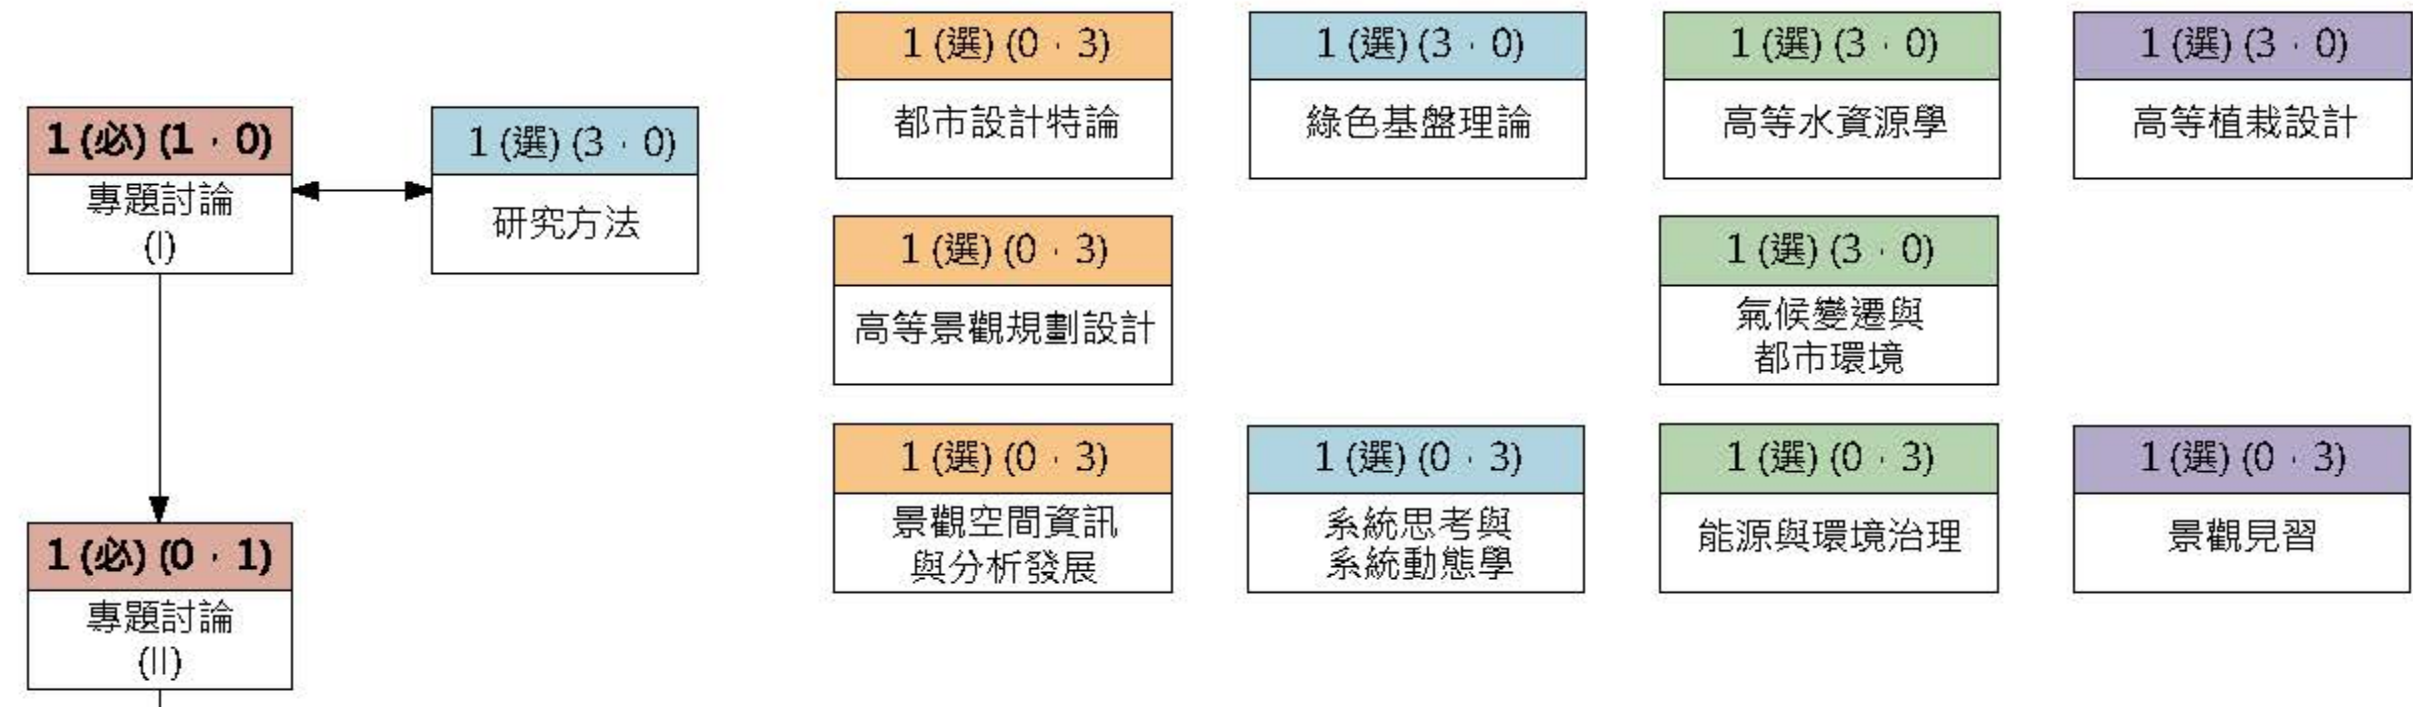 1 (選) (0，3)
都市設計特論
1 (選) (3，0)
綠色基盤理論
1 (選) (3，0)
高等水資源學
1 (選) (3，0)
高等植栽設計
1 (必) (1，0)
專題討論
(I)
1 (選) (3，0)
研究方法
1 (選) (0，3)
高等景觀規劃設計
1 (選) (3，0)
氣候變遷與
都市環境
1 (選) (0，3)
景觀空間資訊
與分析發展
1 (選) (0，3)
系統思考與
系統動態學
1 (選) (0，3)
能源與環境治理
1 (選) (0，3)
景觀見習
1 (必) (0，1)
專題討論
(II)